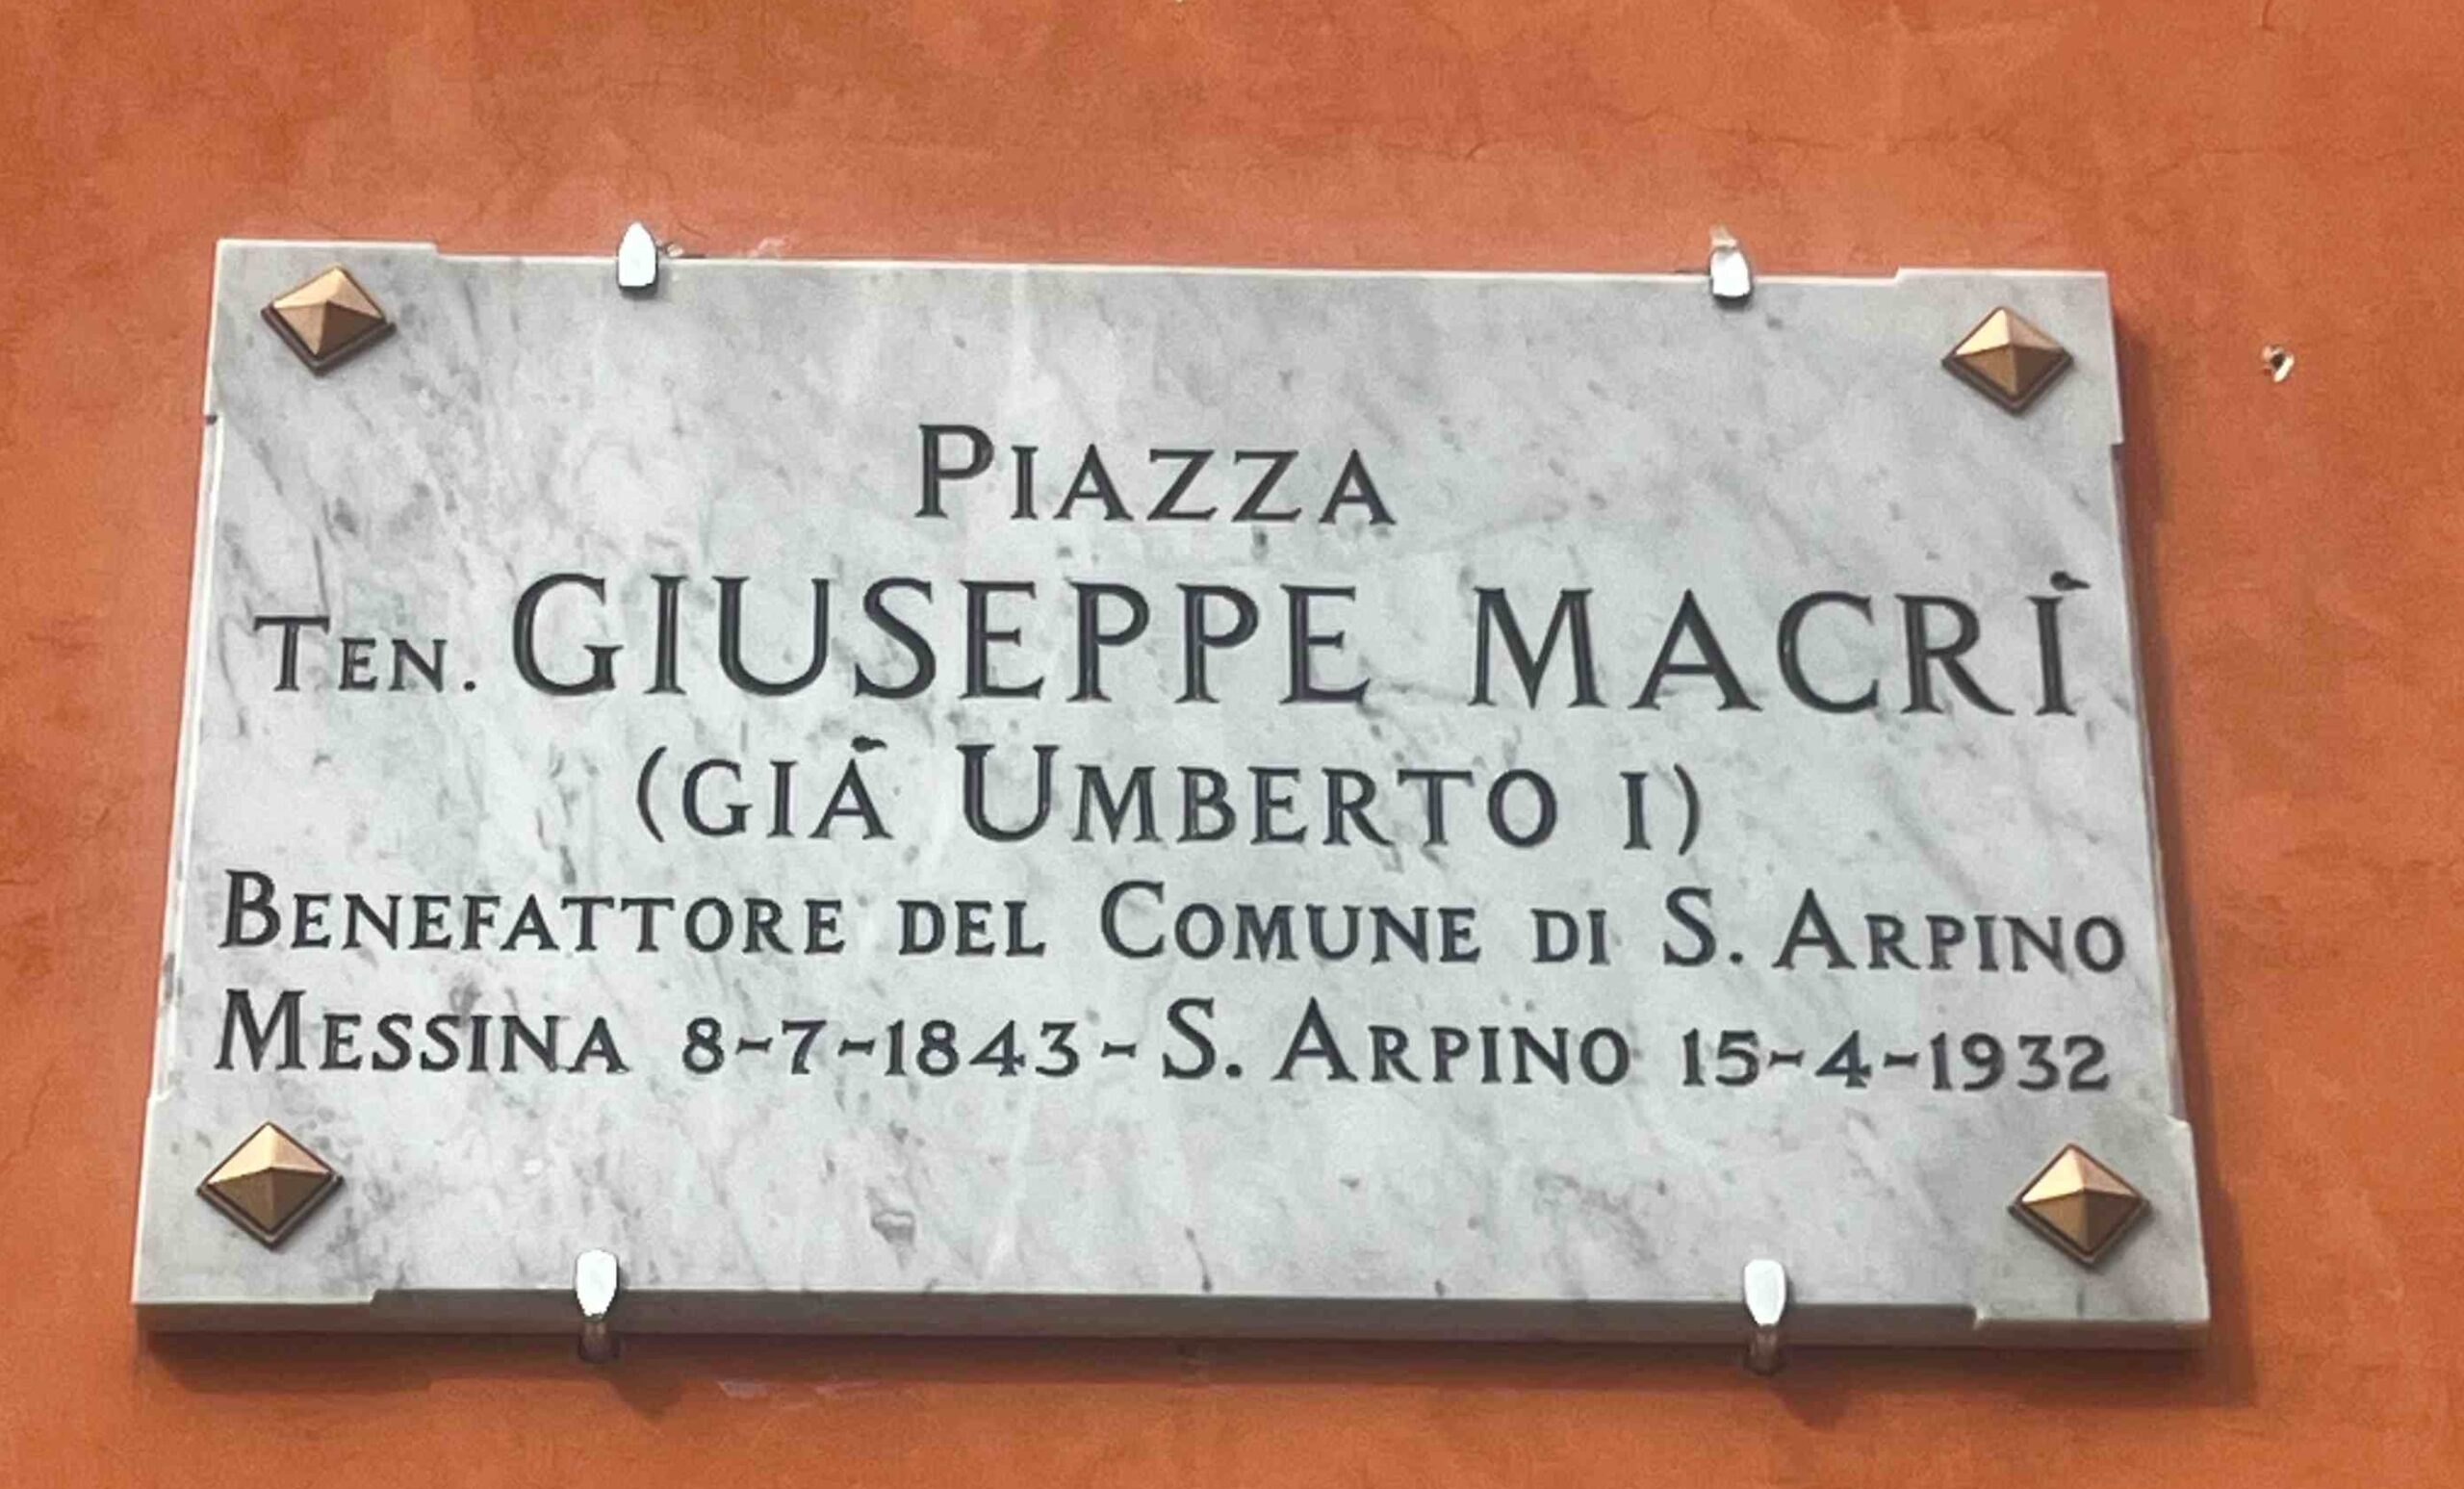 PIAZZA
TEN. GIUSEPPE MACRÌ
(GIÀ UMBERTO I)
BENEFATTORE DEL COMUNE DI S. ARPINO
MESSINA 8-7-1843 - S. ARPINO 15-4-1932